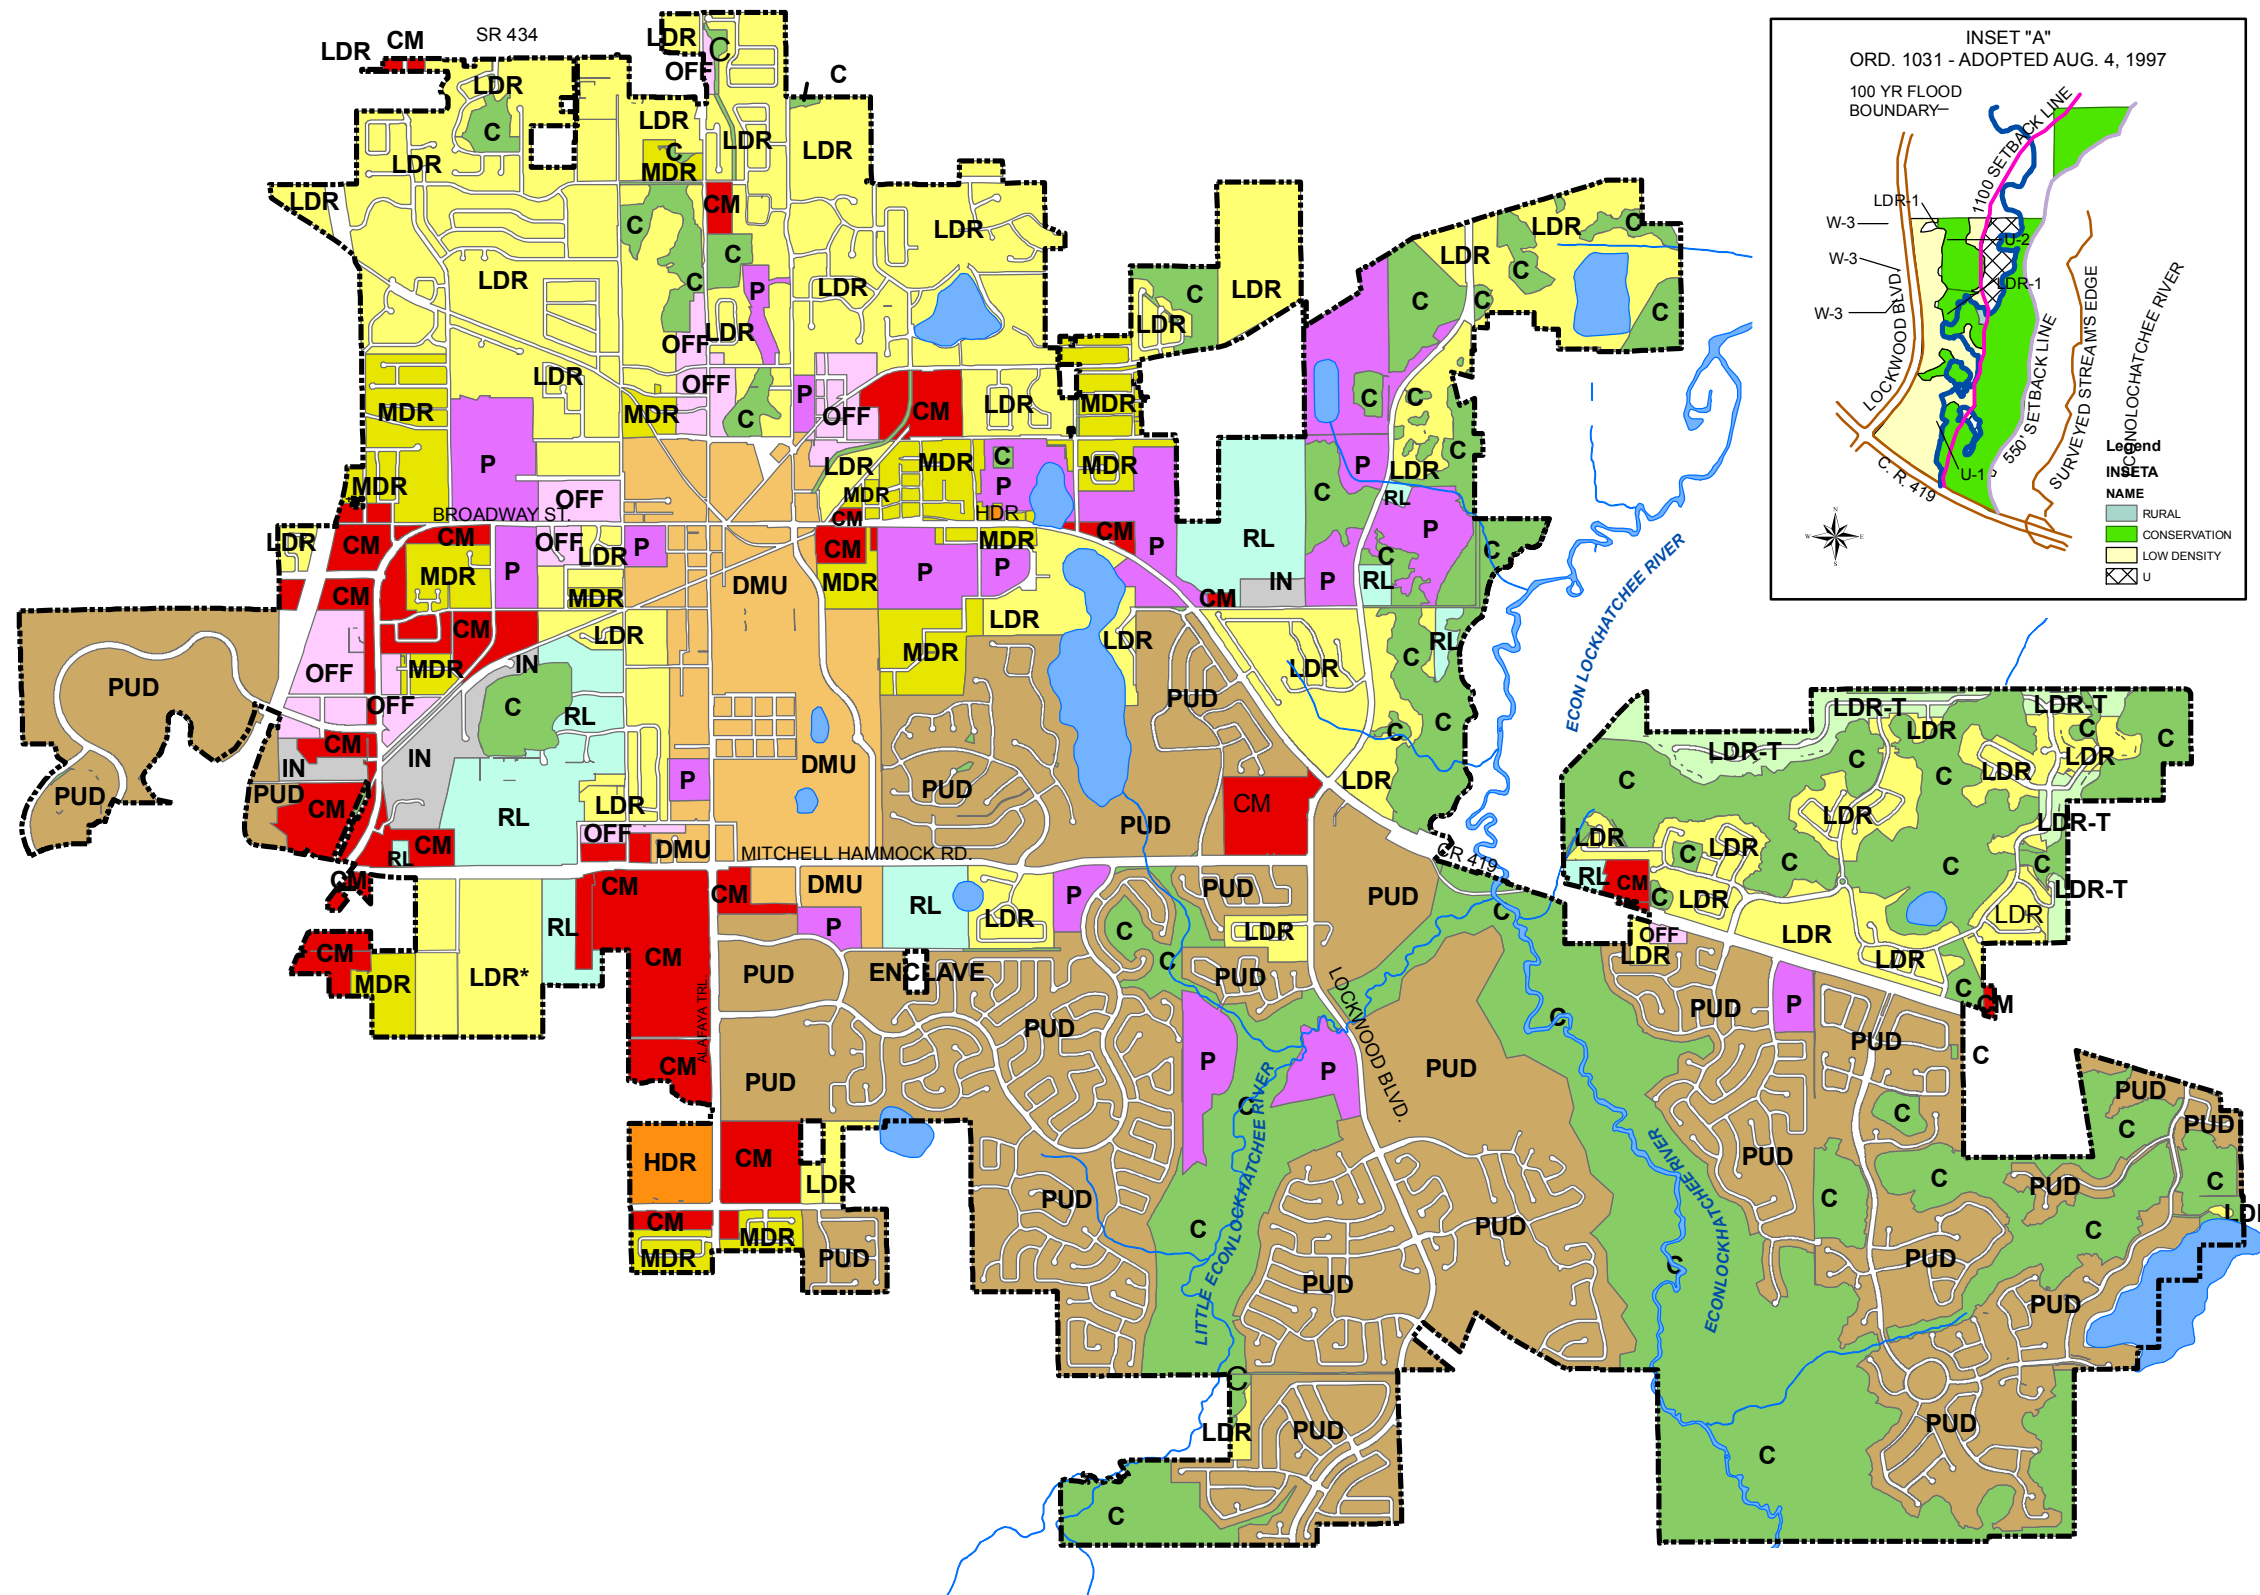 SR 434
LDR
CM
LDR
LDR
OFF
C
C
LDR
C
LDR
C
MDR
LDR
LDR
LDR
LDR
CM
C
C
C
P
LDR
LDR
LDR
LDR
OFF
LDR
LDR
MDR
MDR
OFF
C
P
OFF
CM
LDR
MDR
C
LDR
LDR
C
LDR
LDR
C
C
C
C
C
C
LDR
C
P
RL
P
C
C
C
P
MDR
OFF
LDR
MDR
MDR
C
P
MDR
BROADWAY ST.
HDR
LDR
CM
CM
OFF
LDR
P
MDR
P
MDR
CM
CM
MDR
P
MDR
P
CM
P
RL
IN
CM
P
RL
RL
C
CM
CM
MDR
OFF
OFF
LDR
IN
C
RL
IN
DMU
DMU
MDR
LDR
LDR
LDR
PUD
PUD
PUD
PUD
IN
CM
CM
RL
CM
RL
P
LDR
OFF
DMU
PUD
PUD
PUD
CM
LDR
C
C
MITCHELL HAMMOCK RD.
CR 419
CM
CM
MDR
LDR*
RL
CM
CM
CM
CM
DMU
P
RL
LDR
P
PUD
LDR
PUD
C
C
PUD
C
ALAFAYA TRL
PUD
ENCLAVE
PUD
PUD
LOCKWOOD BLVD.
P
P
PUD
C
HDR
CM
LDR
CM
MDR
MDR
PUD
PUD
C
C
LITTLE ECONLOCKHATCHEE RIVER
PUD
PUD
C
LDR
PUD
C
ECON LOCKHATCHEE RIVER
ECONLOCKHATCHEE RIVER
C
LDR-T
LDR-T
LDR-T
LDR-T
LDR-T
C
C
LDR
C
LDR
C
LDR
C
LDR
LDR
LDR
C
C
C
C
RL
CM
C
LDR
LDR
OFF
LDR
LDR
LDR
C
CM
C
PUD
P
PUD
C
PUD
PUD
C
PUD
C
C
PUD
C
C
PUD
PUD
PUD
C
INSET "A"
ORD. 1031 - ADOPTED AUG. 4, 1997
100 YR FLOOD
BOUNDARY
1100 SETBACK LINE
LDR-1
W-3
W-3
W-3
U-2
LDR-1
LOCKWOOD BLVD.
C. R. 419
U-1
550' SETBACK LINE
SURVEYED STREAM'S EDGE
Legend
INSETA
NAME
RURAL
CONSERVATION
LOW DENSITY
U
N
W
E
S